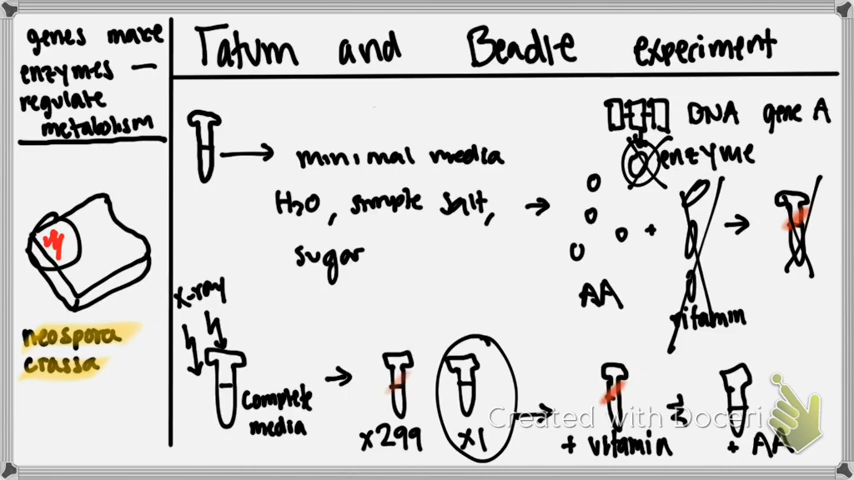 genes make
enzymes –
regulate
metabolism
Tatum and Beadle experiment
DNA gene A
enzyme
minimal media
H2O, simple salt,
sugar
+
AA
vitamin
neospora
crassa
x-ray
complete
media
x299
x1
+ vitamin
+ AA
Created with Doceri